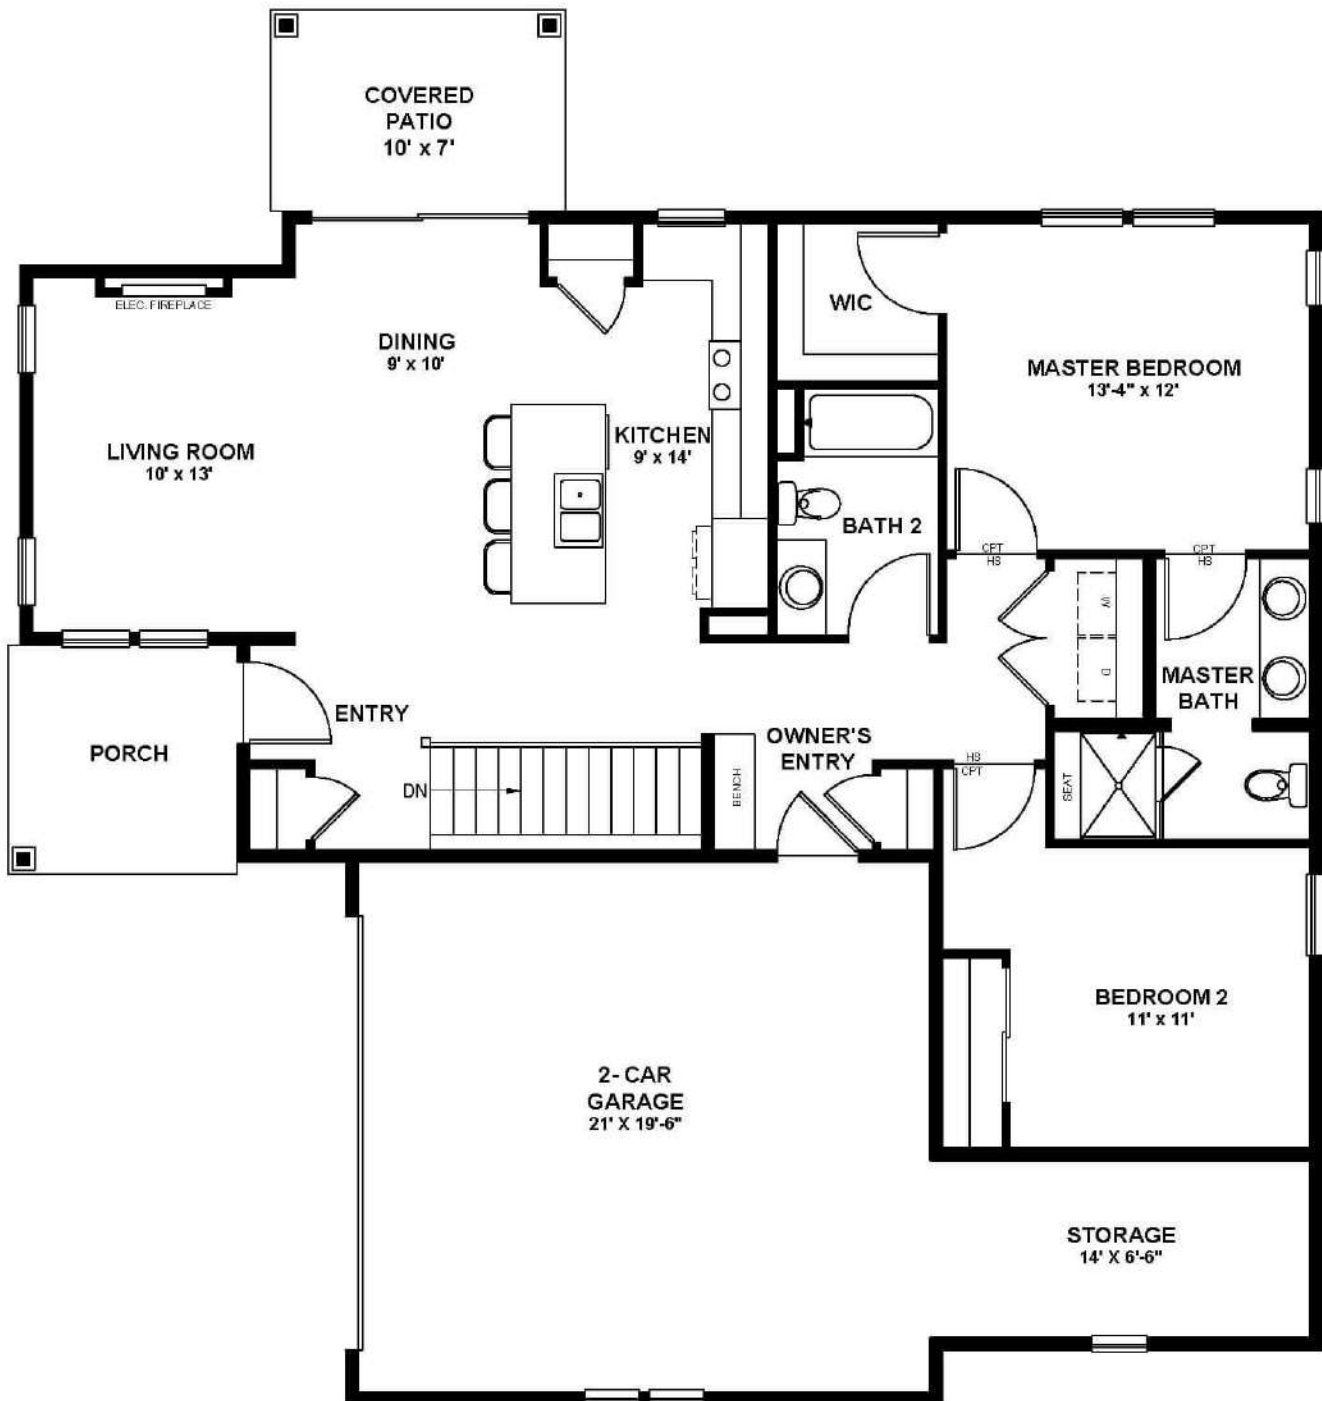 COVERED
PATIO
10' x 7'
ELEC. FIREPLACE
DINING
9' x 10'
WIC
MASTER BEDROOM
13'-4" x 12'
LIVING ROOM
10' x 13'
KITCHEN
9' x 14'
BATH 2
CPT
HS
CPT
HS
W
D
MASTER
BATH
ENTRY
PORCH
OWNER'S
ENTRY
HS
CPT
DN
BENCH
SEAT
BEDROOM 2
11' x 11'
2- CAR
GARAGE
21' X 19'-6"
STORAGE
14' X 6'-6"